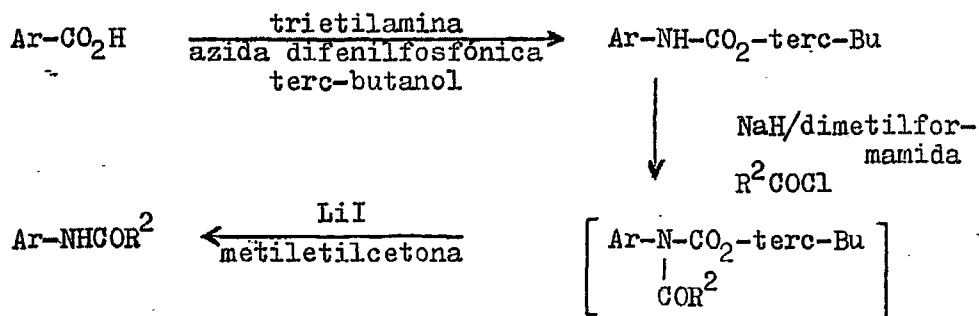 trietilamina
Ar-CO2H
azida difenilfosfónica
Ar-NH-CO2-terc-Bu
terc-butanol
NaH/dimetilfor-
mamida
R2COCl
LiI
Ar-NHCOR2
metiletilcetona
Ar-N-CO2-terc-Bu
COR2